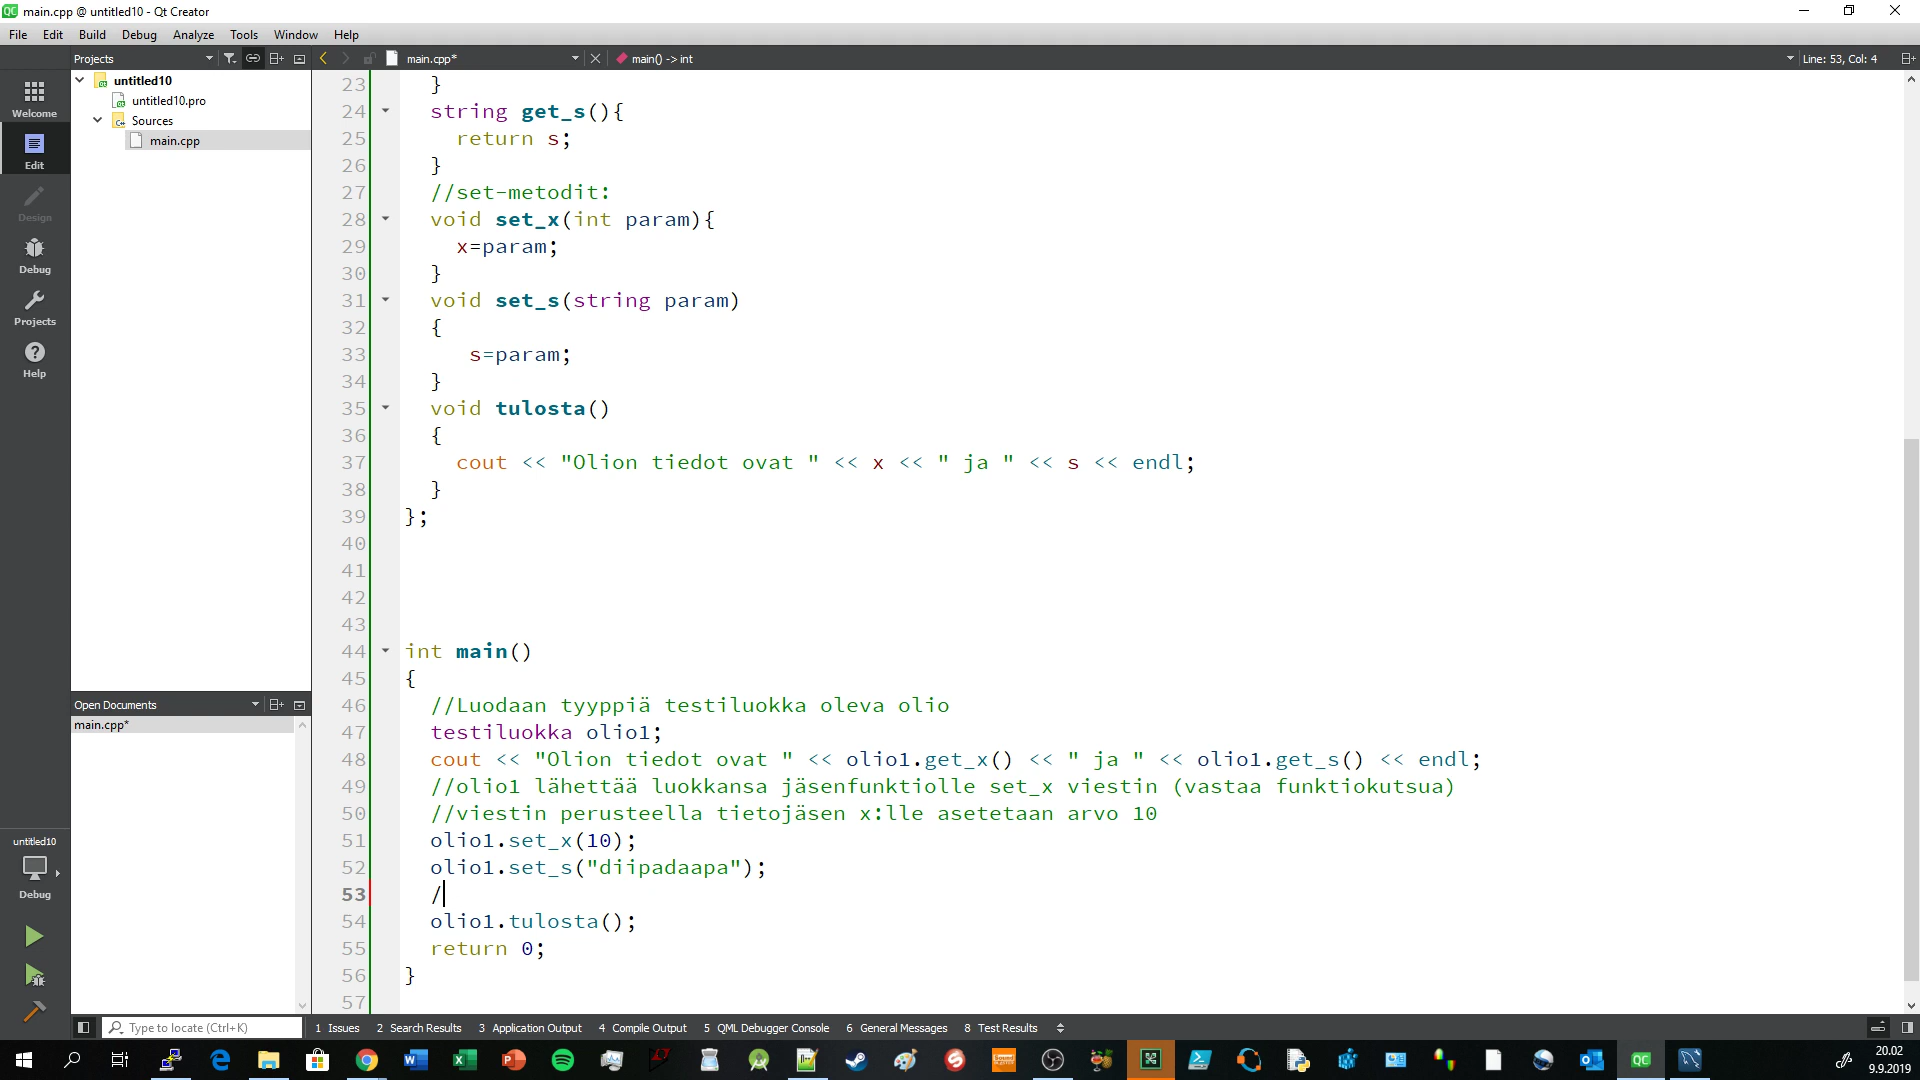 main.cpp @ untitled10 - Qt Creator
File Edit Build Debug Analyze Tools Window Help
Projects
main.cpp*
main() -> int
Line: 53, Col: 4
Welcome
Edit
Design
Debug
Projects
Help
untitled10
untitled10.pro
Sources
main.cpp
Open Documents
main.cpp*
untitled10
Debug
23 }
24 string get_s(){
25 return s;
26 }
27 //set-metodit:
28 void set_x(int param){
29 x=param;
30 }
31 void set_s(string param)
32 {
33 s=param;
34 }
35 void tulosta()
36 {
37 cout << "Olion tiedot ovat " << x << " ja " << s << endl;
38 }
39 };
40
41
42
43
44 int main()
45 {
46 //Luodaan tyyppiä testiluokka oleva olio
47 testiluokka olio1;
48 cout << "Olion tiedot ovat " << olio1.get_x() << " ja " << olio1.get_s() << endl;
49 //olio1 lähettää luokkansa jäsenfunktiolle set_x viestin (vastaa funktiokutsua)
50 //viestin perusteella tietojäsen x:lle asetetaan arvo 10
51 olio1.set_x(10);
52 olio1.set_s("diipadaapa");
53 /
54 olio1.tulosta();
55 return 0;
56 }
57
Type to locate (Ctrl+K)
1 Issues 2 Search Results 3 Application Output 4 Compile Output 5 QML Debugger Console 6 General Messages 8 Test Results
20.02
9.9.2019